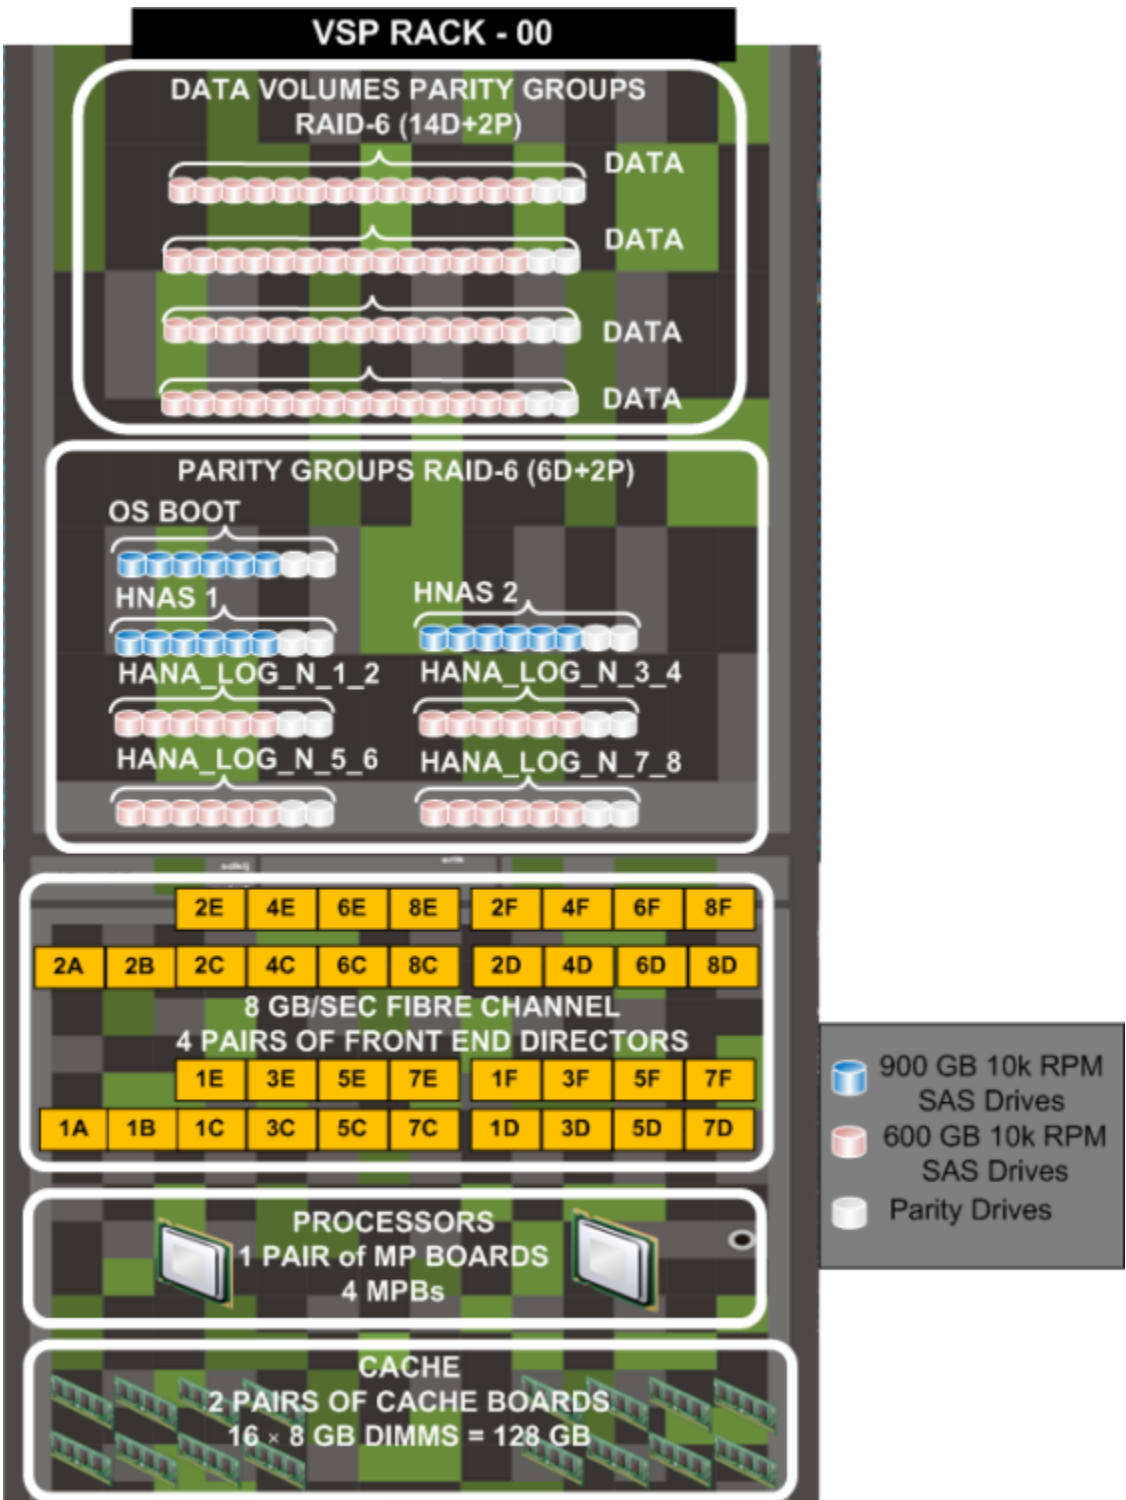 VSP RACK - 00
DATA VOLUMES PARITY GROUPS
RAID-6 (14D+2P)
DATA
DATA
DATA
DATA
PARITY GROUPS RAID-6 (6D+2P)
OS BOOT
HNAS 1
HNAS 2
HANA_LOG_N_1_2
HANA_LOG_N_3_4
HANA_LOG_N_5_6
HANA_LOG_N_7_8
2E 4E 6E 8E 2F 4F 6F 8F
2A 2B 2C 4C 6C 8C 2D 4D 6D 8D
8 GB/SEC FIBRE CHANNEL
4 PAIRS OF FRONT END DIRECTORS
1E 3E 5E 7E 1F 3F 5F 7F
1A 1B 1C 3C 5C 7C 1D 3D 5D 7D
900 GB 10k RPM
SAS Drives
600 GB 10k RPM
SAS Drives
Parity Drives
PROCESSORS
1 PAIR of MP BOARDS
4 MPBs
CACHE
2 PAIRS OF CACHE BOARDS
16 × 8 GB DIMMS = 128 GB